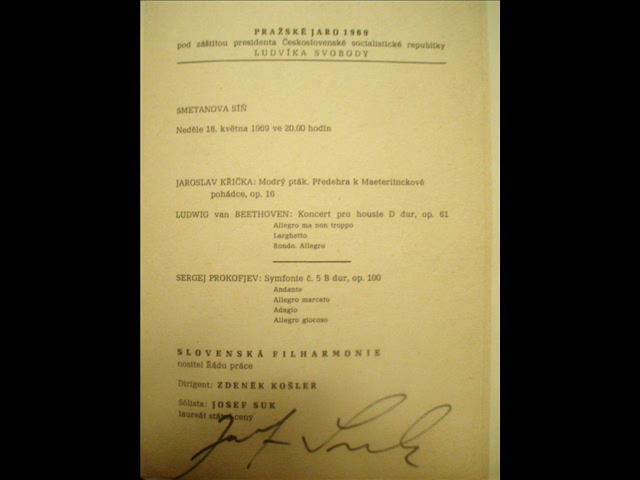 PRAŽSKÉ JARO 1969
pod záštitou presidenta Československé socialistické republiky
LUDVÍKA SVOBODY
SMETANOVA SÍŇ
Neděle 18. května 1969 ve 20.00 hodin
JAROSLAV KŘIČKA: Modrý pták. Předehra k Maeterlinckově
pohádce, op. 16
LUDWIG van BEETHOVEN: Koncert pro housle D dur, op. 61
Allegro ma non troppo
Larghetto
Rondo. Allegro
SERGEJ PROKOFJEV: Symfonie č. 5 B dur, op. 100
Andante
Allegro marcato
Adagio
Allegro giocoso
SLOVENSKÁ FILHARMONIE
nositel Řádu práce
Dirigent: ZDENĚK KOŠLER
Sólista: JOSEF SUK
laureát státní ceny
Josef Suk